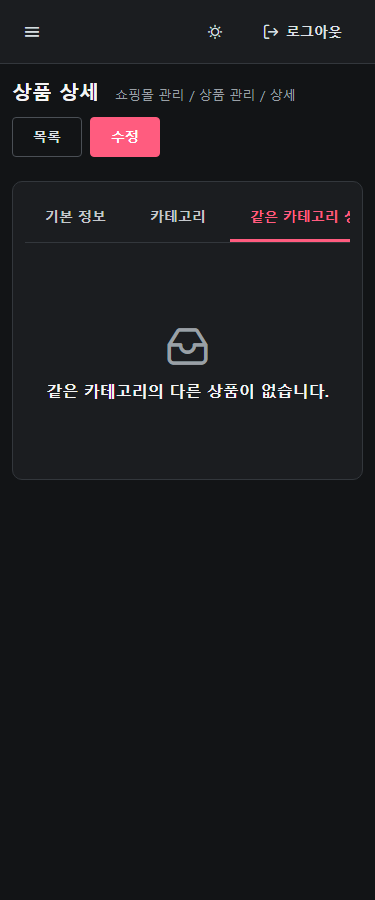 로그아웃
상품 상세 쇼핑몰 관리 / 상품 관리 / 상세
목록 수정
기본 정보 카테고리 같은 카테고리
같은 카테고리의 다른 상품이 없습니다.